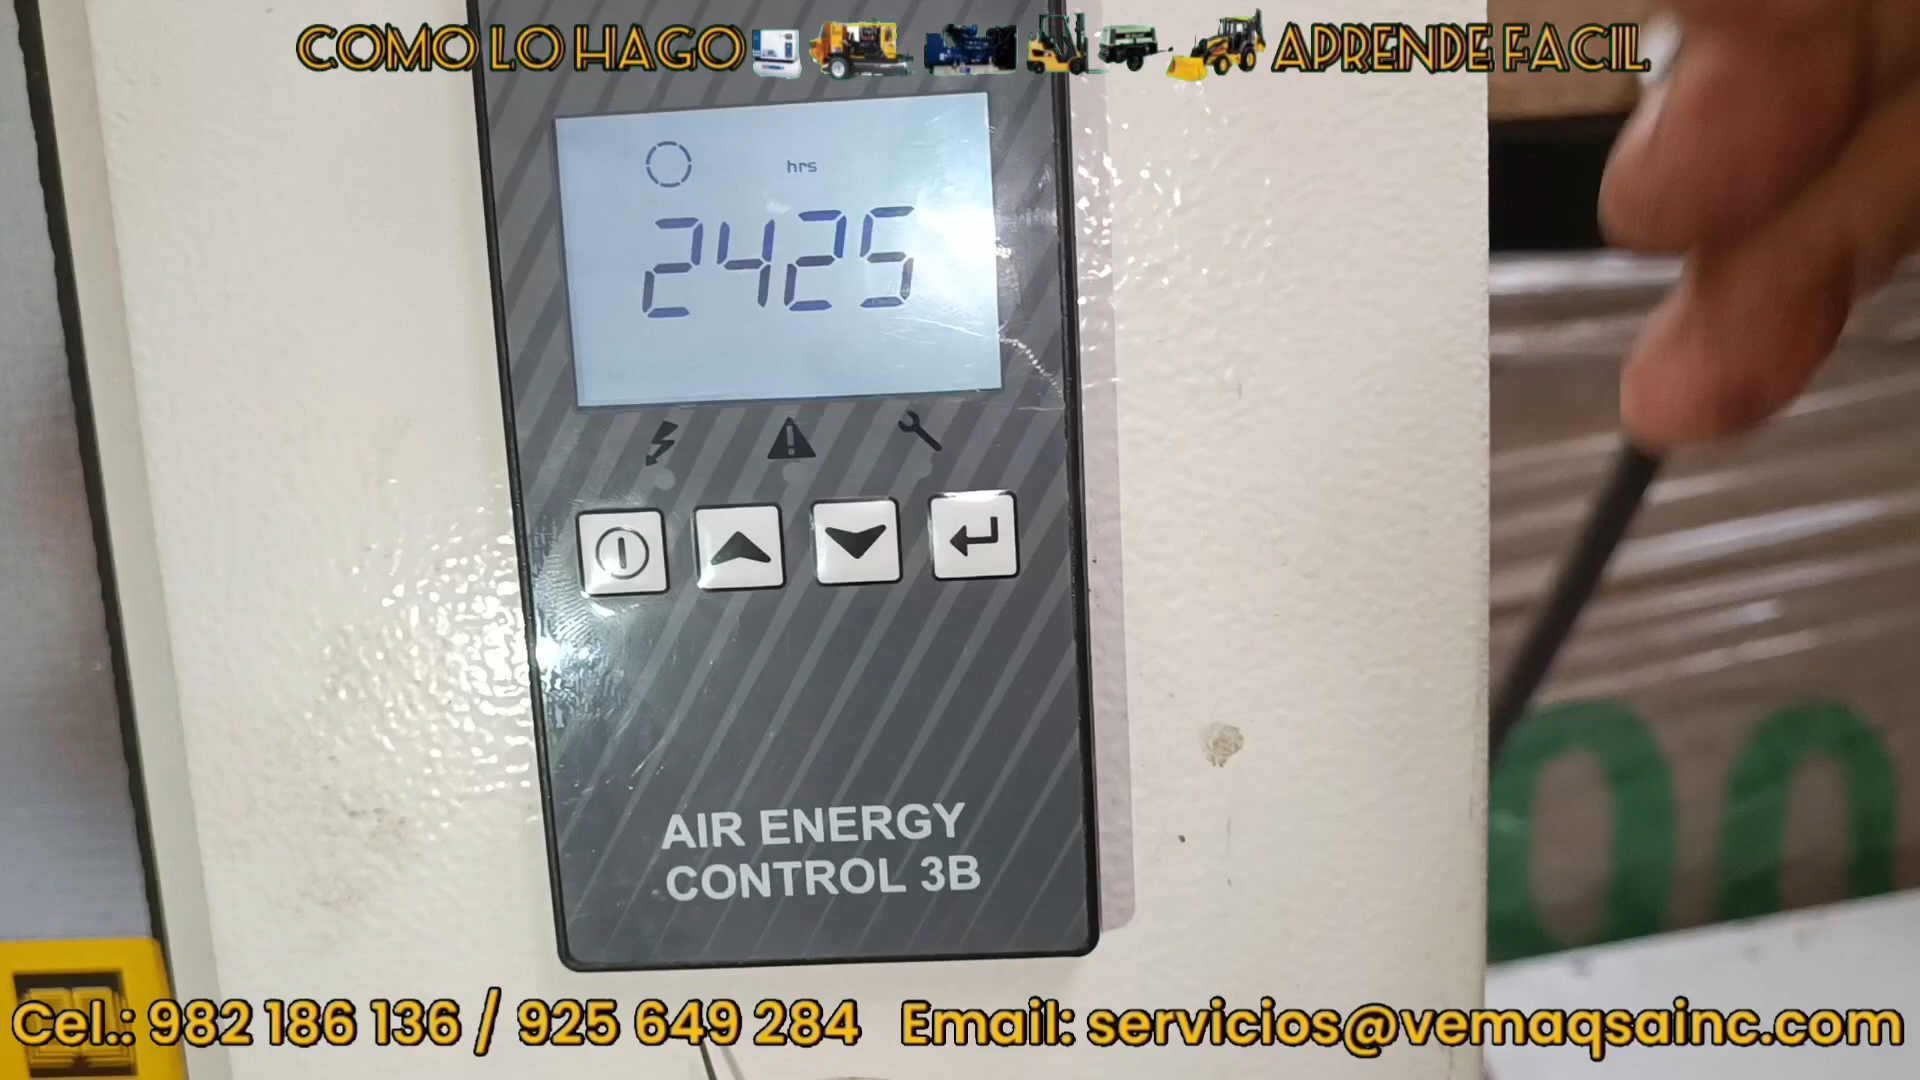 COMO LO HAGO APRENDE FACIL
hrs
2425
AIR ENERGY
CONTROL 3B
00
Cel.: 982 186 136 / 925 649 284 Email: servicios@vemaqsainc.com